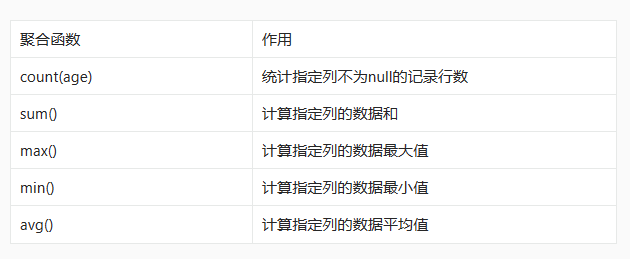 聚合函数 作用
count(age) 统计指定列不为null的记录行数
sum() 计算指定列的数据和
max() 计算指定列的数据最大值
min() 计算指定列的数据最小值
avg() 计算指定列的数据平均值